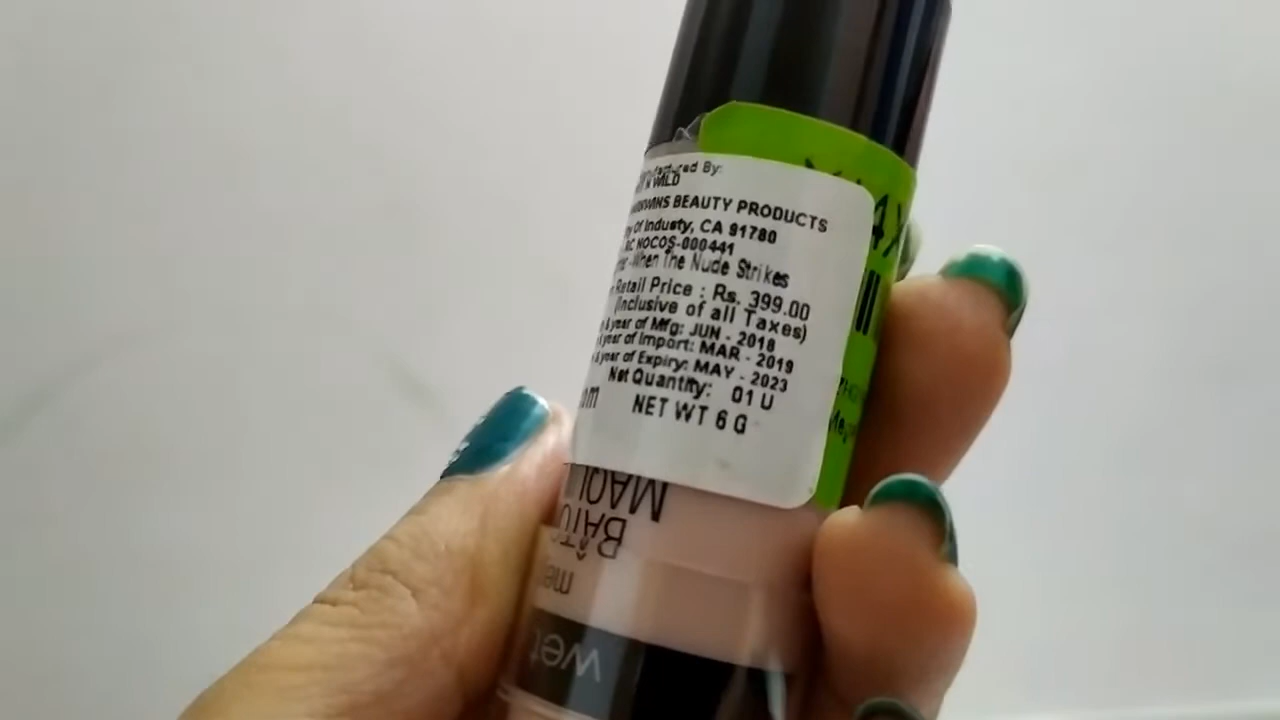 By:
WILD
BEAUTY PRODUCTS
Of Industy, CA 91780
NOCOS-000441
-When The Nude Strikes
Retail Price : Rs. 399.00
(Inclusive of all Taxes)
& year of Mfg: JUN - 2018
& year of Import: MAR - 2019
& year of Expiry: MAY - 2023
Net Quantity: 01 U
NET WT 6 G
wet